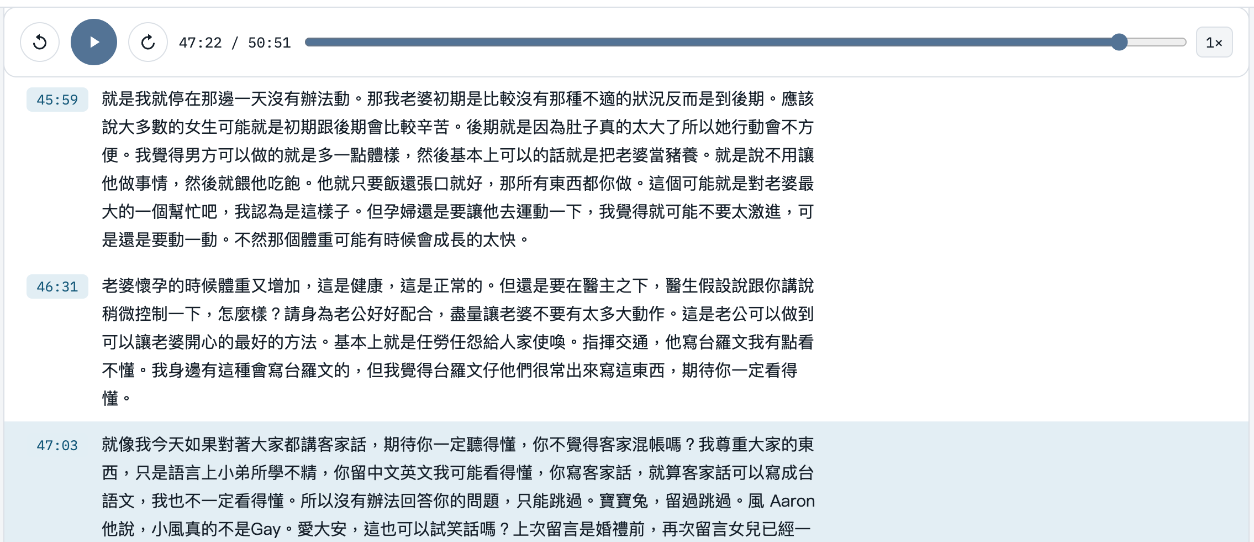 47:22 / 50:51
1×
45:59
就是我就停在那邊一天沒有辦法動。那我老婆初期是比較沒有那種不適的狀況反而是到後期。應該
說大多數的女生可能就是初期跟後期會比較辛苦。後期就是因為肚子真的太大了所以她行動會不方
便。我覺得男方可以做的就是多一點體樣，然後基本上可以的話就是把老婆當豬養。就是說不用讓
他做事情，然後就餵他吃飽。他就只要飯還張口就好，那所有東西都你做。這個可能就是對老婆最
大的一個幫忙吧，我認為是這樣子。但孕婦還是要讓他去運動一下，我覺得就可能不要太激進，可
是還是要動一動。不然那個體重可能有時候會成長的太快。
46:31
老婆懷孕的時候體重又增加，這是健康，這是正常的。但還是要在醫主之下，醫生假設說跟你講說
稍微控制一下，怎麼樣？請身為老公好好配合，盡量讓老婆不要有太多大動作。這是老公可以做到
可以讓老婆開心的最好的方法。基本上就是任勞任怨給人家使喚。指揮交通，他寫台羅文我有點看
不懂。我身邊有這種會寫台羅文的，但我覺得台羅文仔他們很常出來寫這東西，期待你一定看得
懂。
47:03
就像我今天如果對著大家都講客家話，期待你一定聽得懂，你不覺得客家混帳嗎？我尊重大家的東
西，只是語言上小弟所學不精，你留中文英文我可能看得懂，你寫客家話，就算客家話可以寫成台
語文，我也不一定看得懂。所以沒有辦法回答你的問題，只能跳過。寶寶兔，留過跳過。風 Aaron
他說，小風真的不是Gay。愛大安，這也可以試笑話嗎？上次留言是婚禮前，再次留言女兒已經一